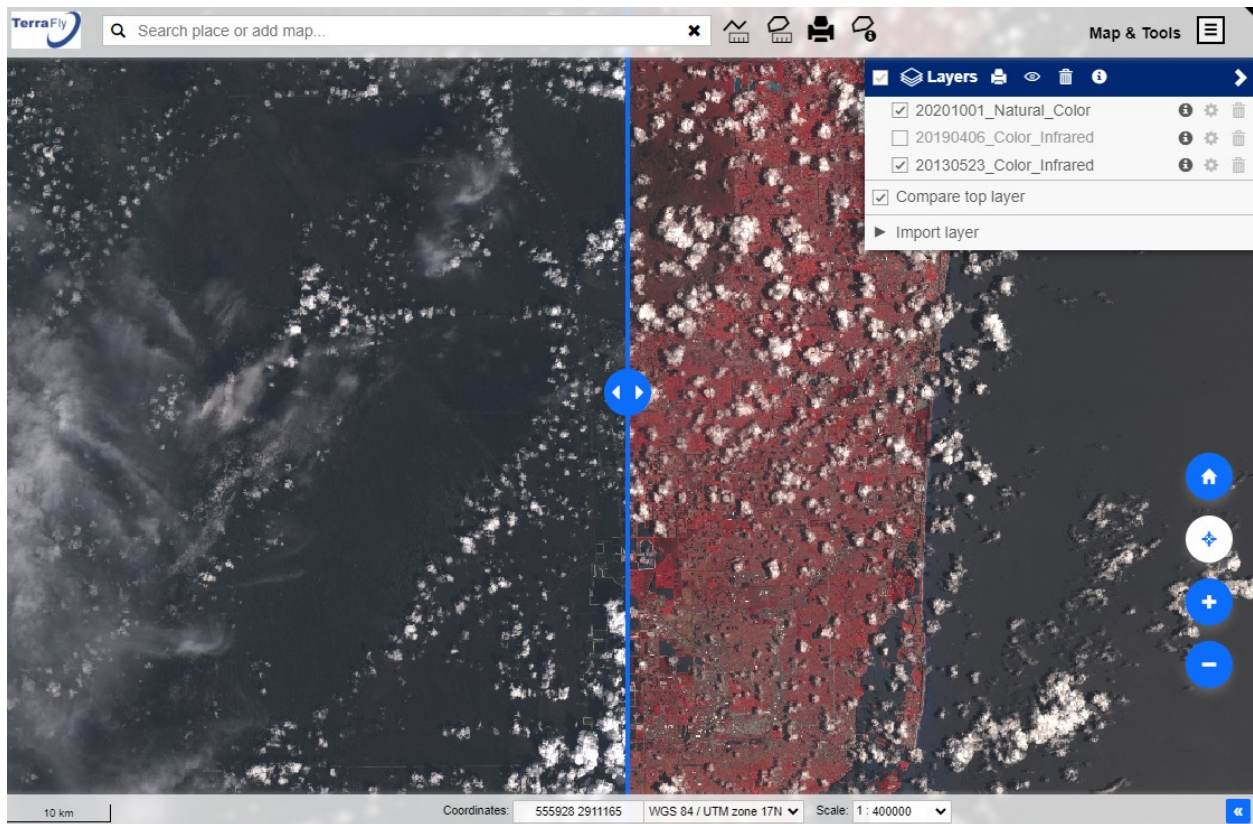 TerraFly
Search place or add map...
Map & Tools
Layers
20201001_Natural_Color
20190406_Color_Infrared
20130523_Color_Infrared
Compare top layer
Import layer
10 km
Coordinates: 555928 2911165 WGS 84 / UTM zone 17N Scale: 1 : 400000